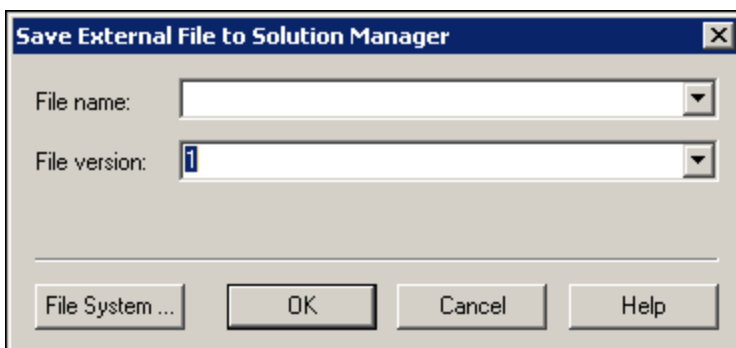 Save External File to Solution Manager
File name:
File version: 1
File System ... OK Cancel Help